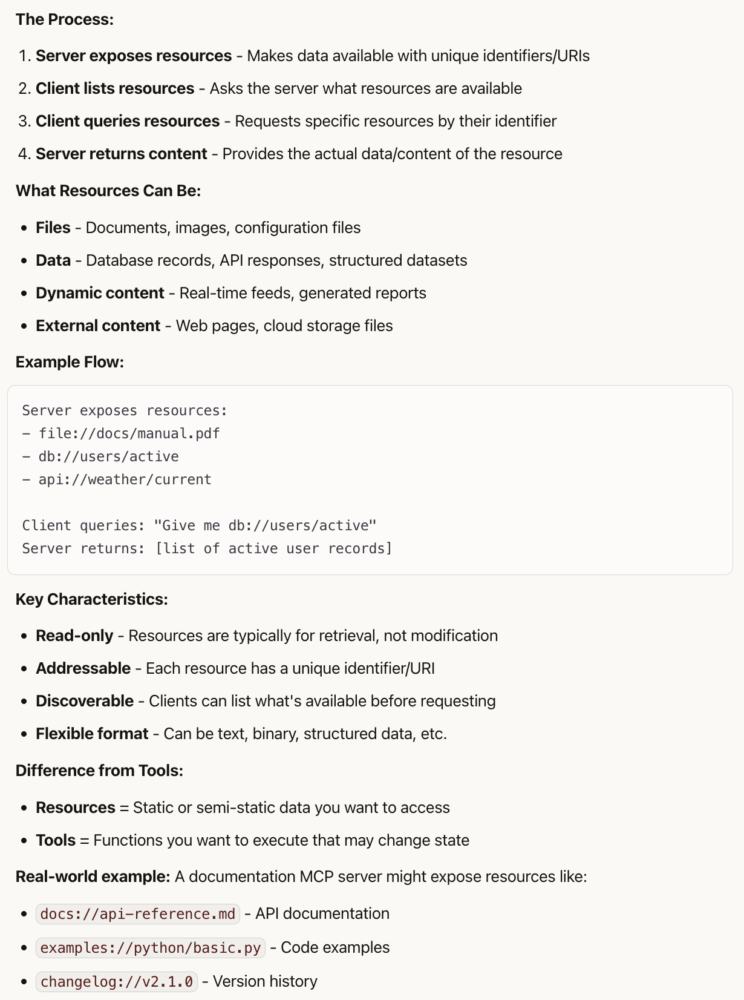 The Process:
1. Server exposes resources - Makes data available with unique identifiers/URIs
2. Client lists resources - Asks the server what resources are available
3. Client queries resources - Requests specific resources by their identifier
4. Server returns content - Provides the actual data/content of the resource
What Resources Can Be:
• Files - Documents, images, configuration files
• Data - Database records, API responses, structured datasets
• Dynamic content - Real-time feeds, generated reports
• External content - Web pages, cloud storage files
Example Flow:
Server exposes resources:
- file://docs/manual.pdf
- db://users/active
- api://weather/current
Client queries: "Give me db://users/active"
Server returns: [list of active user records]
Key Characteristics:
• Read-only - Resources are typically for retrieval, not modification
• Addressable - Each resource has a unique identifier/URI
• Discoverable - Clients can list what's available before requesting
• Flexible format - Can be text, binary, structured data, etc.
Difference from Tools:
• Resources = Static or semi-static data you want to access
• Tools = Functions you want to execute that may change state
Real-world example: A documentation MCP server might expose resources like:
• docs://api-reference.md - API documentation
• examples://python/basic.py - Code examples
• changelog://v2.1.0 - Version history